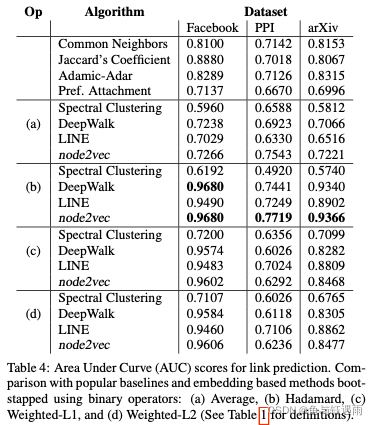 Op Algorithm Dataset
Facebook PPI arXiv
Common Neighbors 0.8100 0.7142 0.8153
Jaccard's Coefficient 0.8880 0.7018 0.8067
Adamic-Adar 0.8289 0.7126 0.8315
Pref. Attachment 0.7137 0.6670 0.6996
Spectral Clustering 0.5960 0.6588 0.5812
(a) DeepWalk 0.7238 0.6923 0.7066
LINE 0.7029 0.6330 0.6516
node2vec 0.7266 0.7543 0.7221
Spectral Clustering 0.6192 0.4920 0.5740
(b) DeepWalk 0.9680 0.7441 0.9340
LINE 0.9490 0.7249 0.8902
node2vec 0.9680 0.7719 0.9366
Spectral Clustering 0.7200 0.6356 0.7099
(c) DeepWalk 0.9574 0.6026 0.8282
LINE 0.9483 0.7024 0.8809
node2vec 0.9602 0.6292 0.8468
Spectral Clustering 0.7107 0.6026 0.6765
(d) DeepWalk 0.9584 0.6118 0.8305
LINE 0.9460 0.7106 0.8862
node2vec 0.9606 0.6236 0.8477
Table 4: Area Under Curve (AUC) scores for link prediction. Com-
parison with popular baselines and embedding based methods boot-
stapped using binary operators: (a) Average, (b) Hadamard, (c)
Weighted-L1, and (d) Weighted-L2 (See Table 1 for definitions).